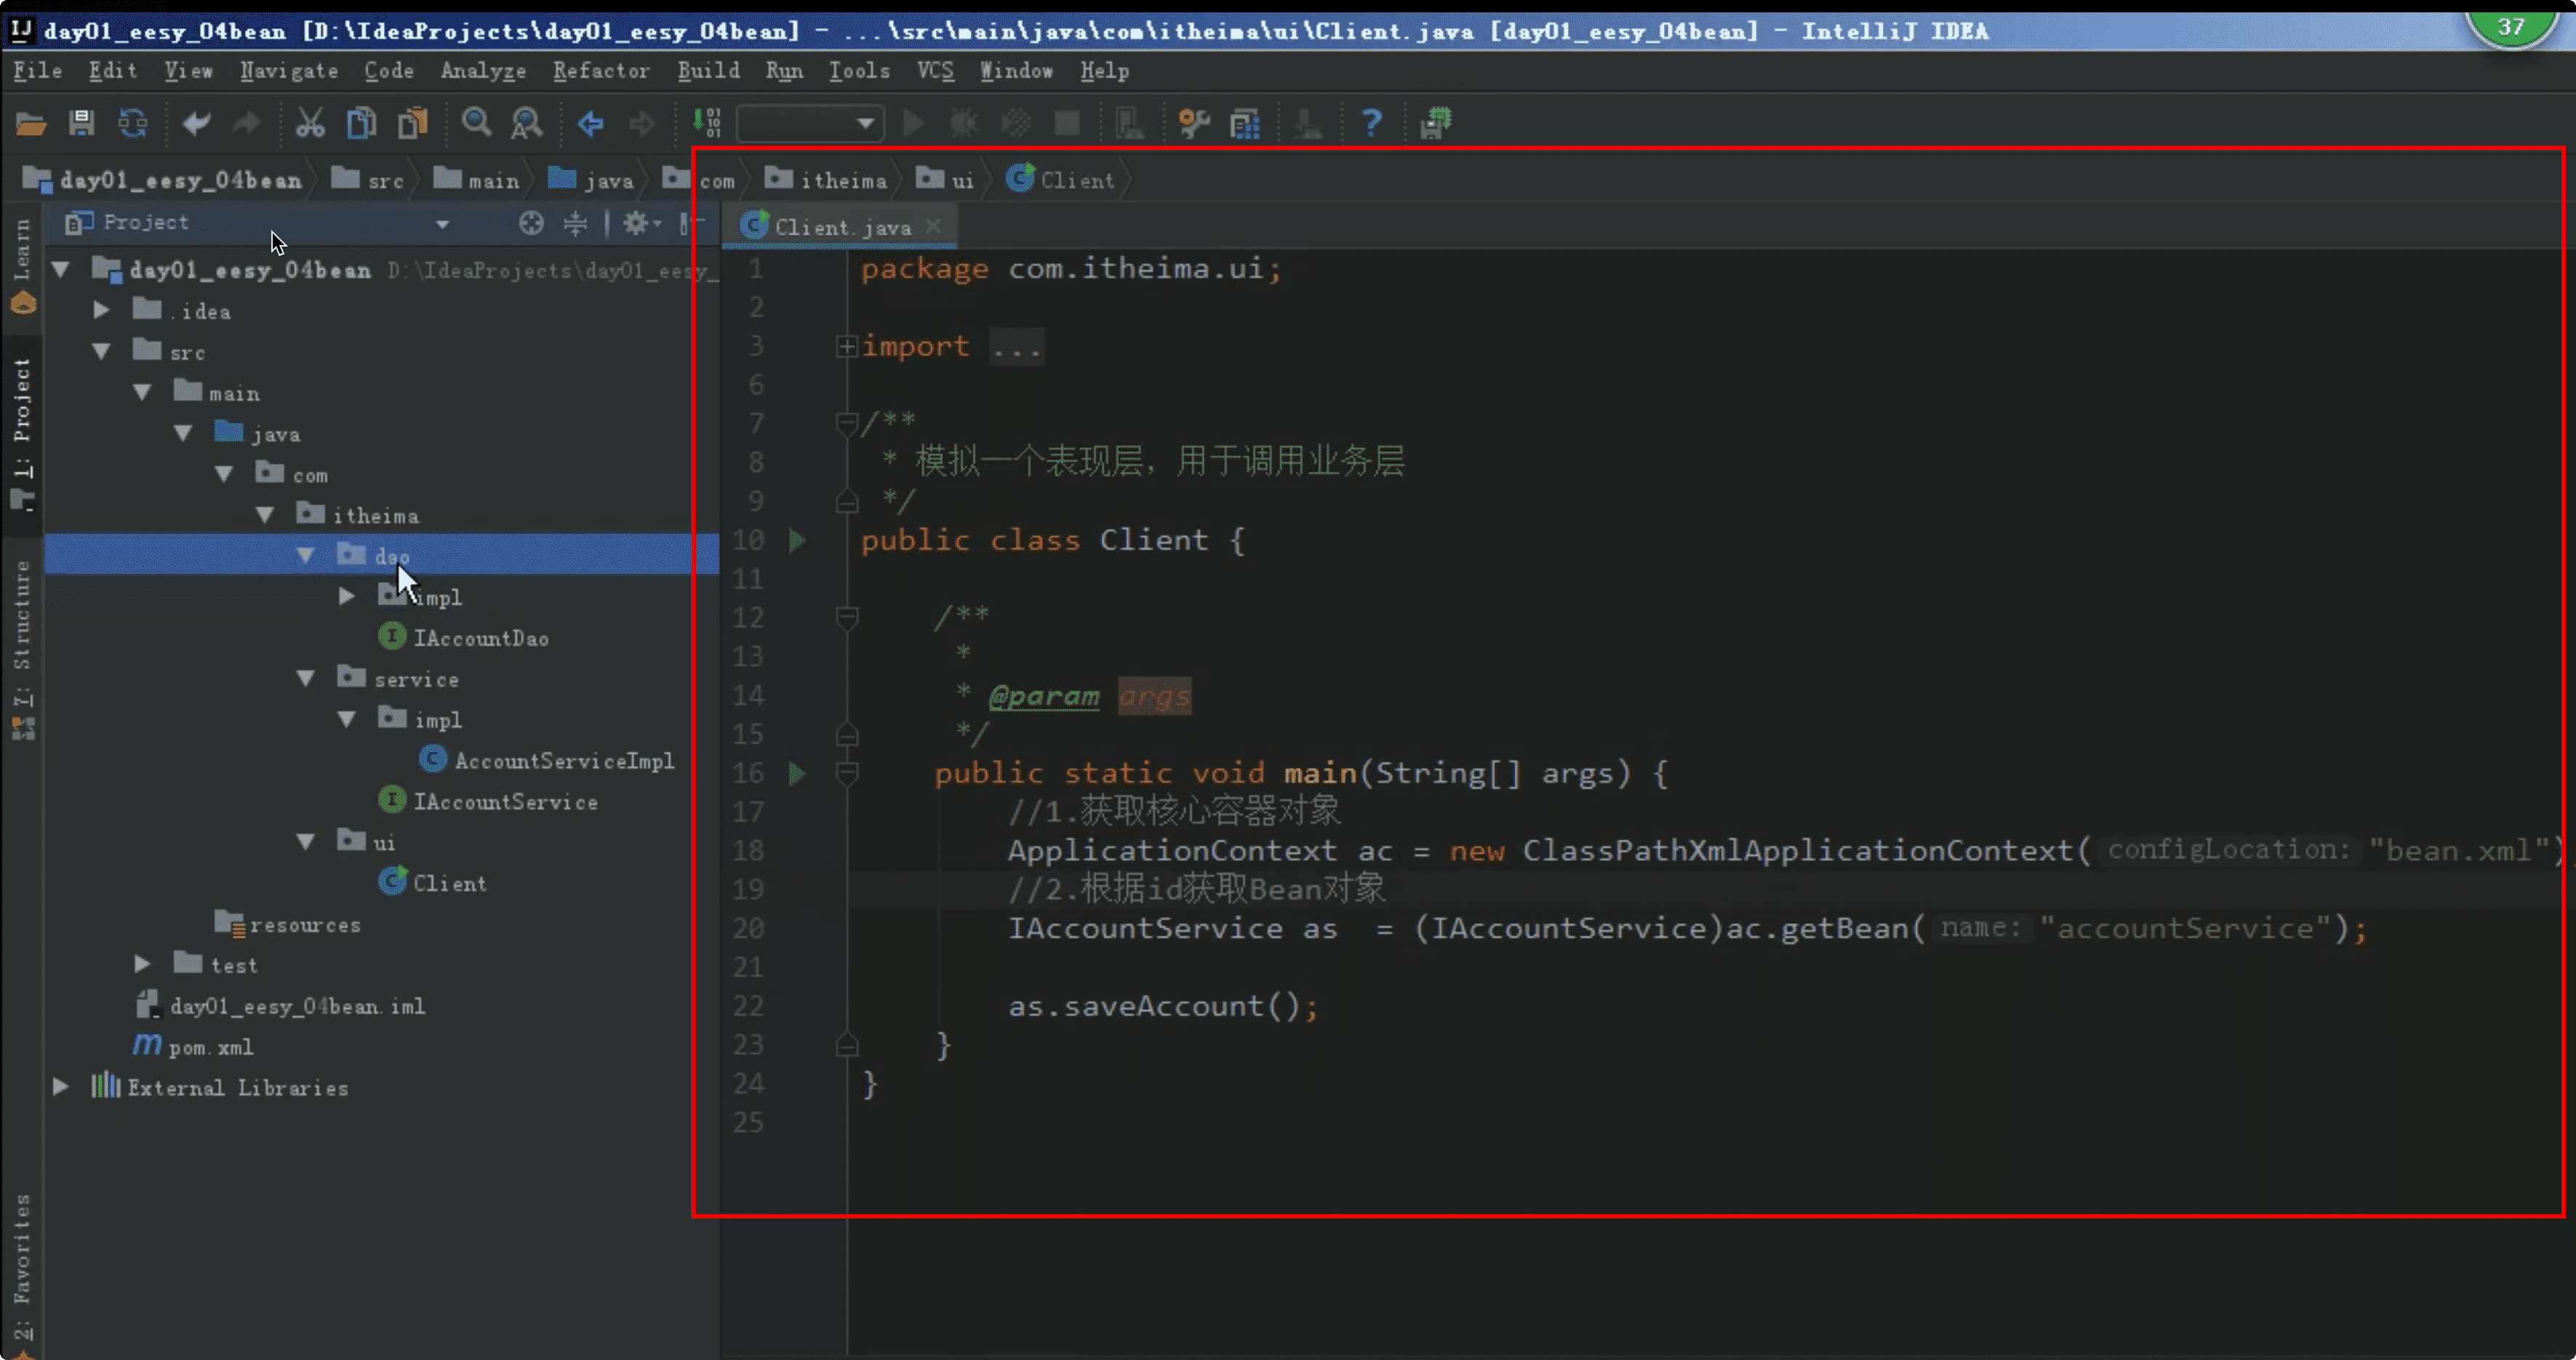 day01_eesy_04bean [D:\IdeaProjects\day01_eesy_04bean] - ...\src\main\java\com\itheima\ui\Client.java [day01_eesy_04bean] - IntelliJ IDEA
37
File Edit View Navigate Code Analyze Refactor Build Run Tools VCS Window Help
day01_eesy_04bean src main java com itheima ui Client
Learn
1: Project
7: Structure
2: Favorites
Project
day01_eesy_04bean D:\IdeaProjects\day01_eesy_
.idea
src
main
java
com
itheima
dao
impl
IAccountDao
service
impl
AccountServiceImpl
IAccountService
ui
Client
resources
test
day01_eesy_04bean.iml
pom.xml
External Libraries
Client.java
1 package com.itheima.ui;
2
3 import ...
6
7 /**
8 * 模拟一个表现层，用于调用业务层
9 */
10 public class Client {
11
12 /**
13 *
14 * @param args
15 */
16 public static void main(String[] args) {
17 //1.获取核心容器对象
18 ApplicationContext ac = new ClassPathXmlApplicationContext( configLocation: "bean.xml")
19 //2.根据id获取Bean对象
20 IAccountService as  = (IAccountService)ac.getBean( name: "accountService");
21
22 as.saveAccount();
23 }
24 }
25